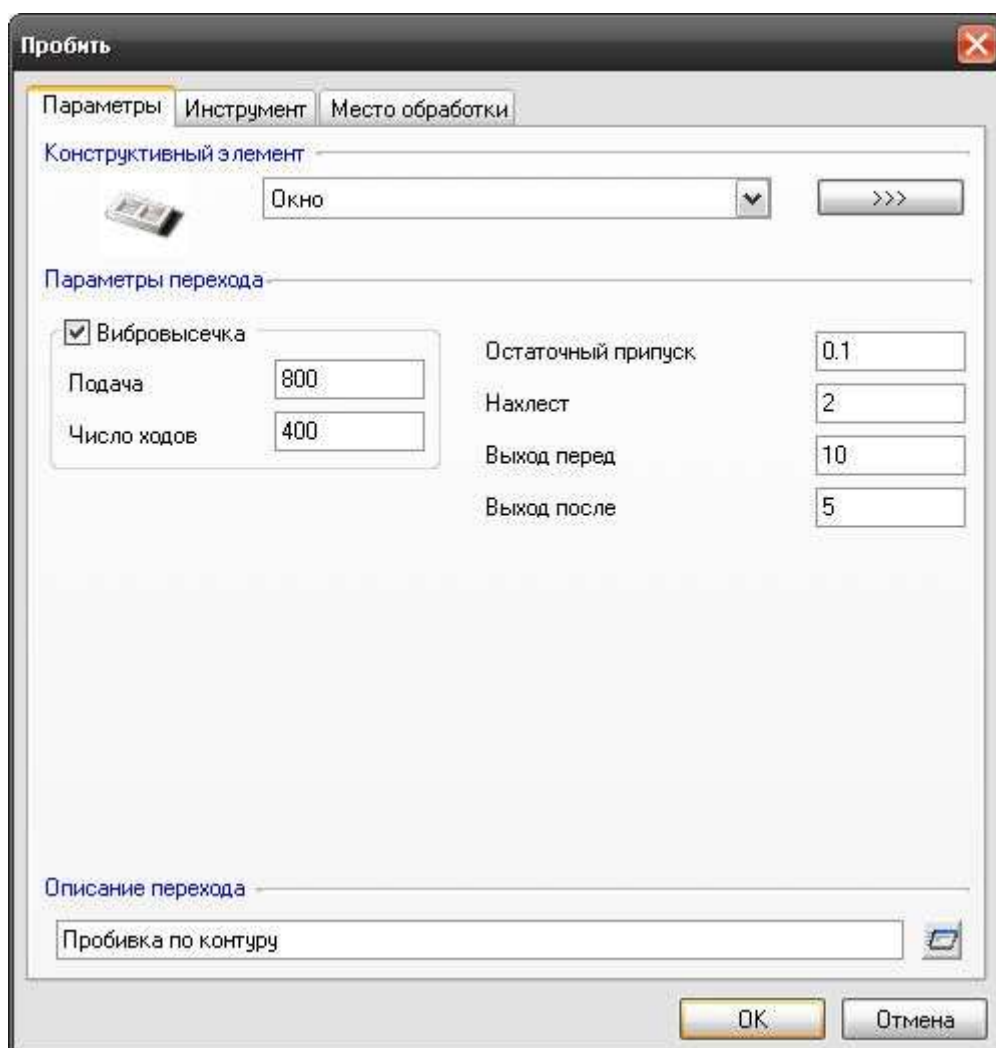 Пробить
Параметры Инструмент Место обработки
Конструктивный элемент
Окно >>>
Параметры перехода
Вибровысечка
Подача 800
Число ходов 400
Остаточный припуск 0.1
Нахлест 2
Выход перед 10
Выход после 5
Описание перехода
Пробивка по контуру
OK Отмена